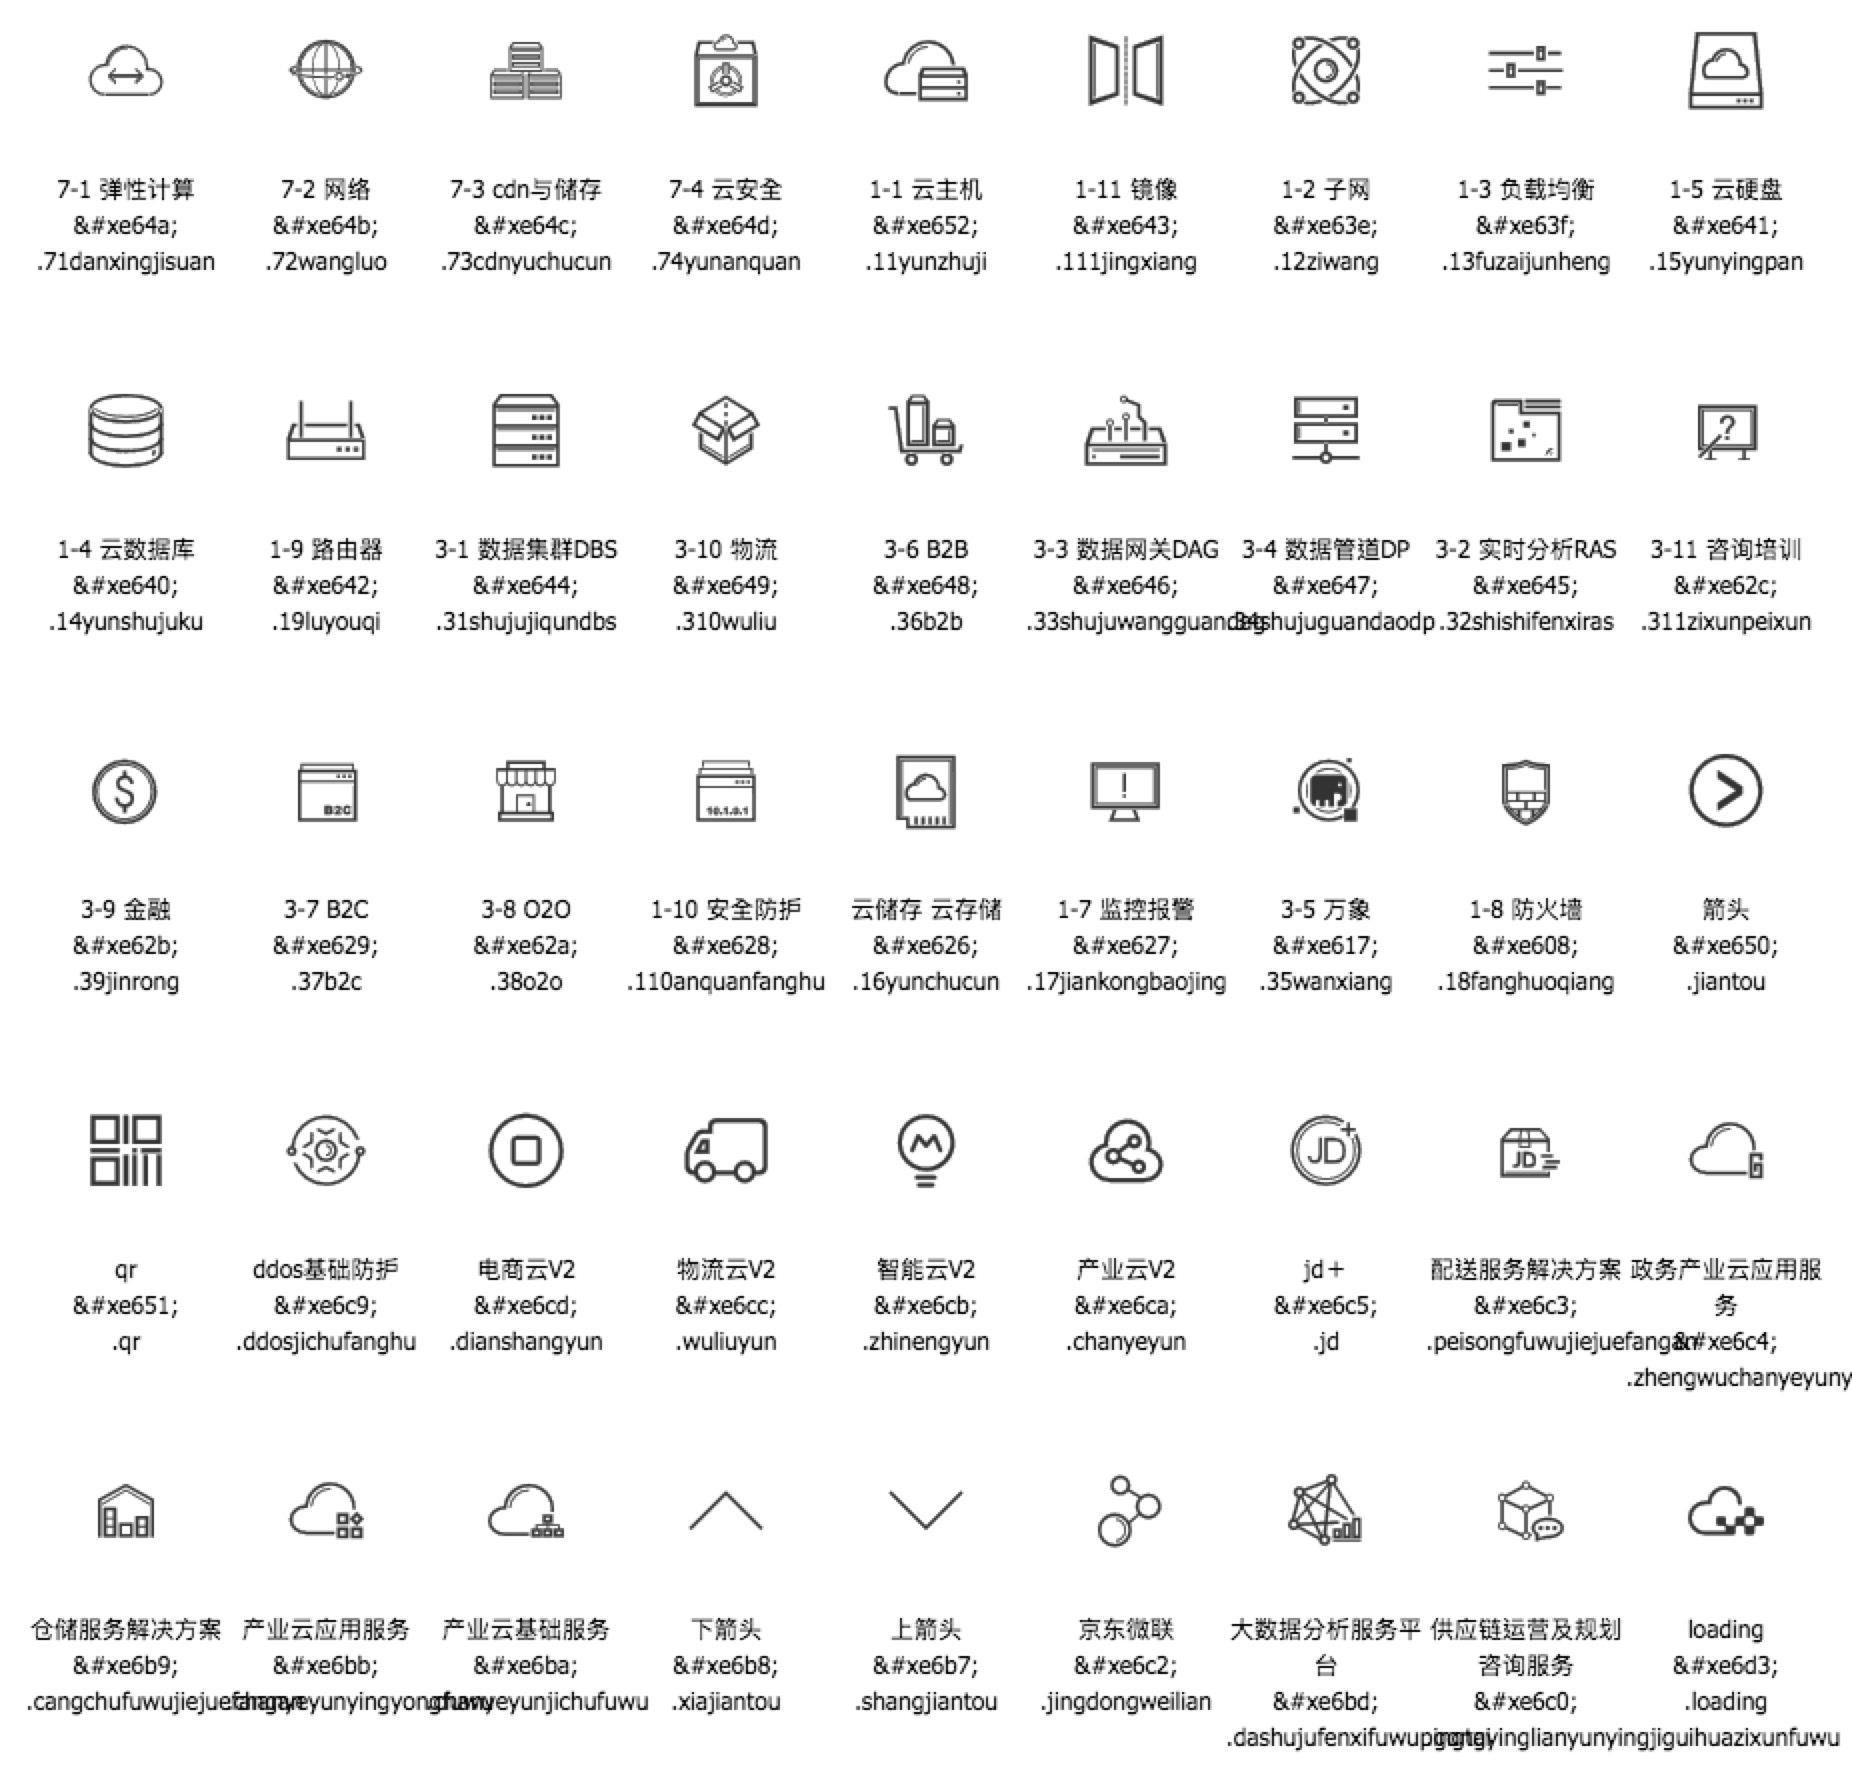 7-1 弹性计算
&#xe64a;
.71danxingjisuan
7-2 网络
&#xe64b;
.72wangluo
7-3 cdn与储存
&#xe64c;
.73cdnyuchucun
7-4 云安全
&#xe64d;
.74yunanquan
1-1 云主机
&#xe652;
.11yunzhuji
1-11 镜像
&#xe643;
.111jingxiang
1-2 子网
&#xe63e;
.12ziwang
1-3 负载均衡
&#xe63f;
.13fuzaijunheng
1-5 云硬盘
&#xe641;
.15yunyingpan
1-4 云数据库
&#xe640;
.14yunshujuku
1-9 路由器
&#xe642;
.19luyouqi
3-1 数据集群DBS
&#xe644;
.31shujujiqundbs
3-10 物流
&#xe649;
.310wuliu
3-6 B2B
&#xe648;
.36b2b
3-3 数据网关DAG
&#xe646;
.33shujuwangguandag
3-4 数据管道DP
&#xe647;
.34shujuguandaodp
3-2 实时分析RAS
&#xe645;
.32shishifenxiras
?
3-11 咨询培训
&#xe62c;
.311zixunpeixun
$
3-9 金融
&#xe62b;
.39jinrong
B2C
3-7 B2C
&#xe629;
.37b2c
3-8 O2O
&#xe62a;
.38o2o
10.1.0.1
1-10 安全防护
&#xe628;
.110anquanfanghu
云储存 云存储
&#xe626;
.16yunchucun
!
1-7 监控报警
&#xe627;
.17jiankongbaojing
3-5 万象
&#xe617;
.35wanxiang
1-8 防火墙
&#xe608;
.18fanghuoqiang
箭头
&#xe650;
.jiantou
qr
&#xe651;
.qr
ddos基础防护
&#xe6c9;
.ddosjichufanghu
电商云V2
&#xe6cd;
.dianshangyun
物流云V2
&#xe6cc;
.wuliuyun
智能云V2
&#xe6cb;
.zhinengyun
产业云V2
&#xe6ca;
.chanyeyun
JD+
jd＋
&#xe6c5;
.jd
JD
配送服务解决方案
&#xe6c3;
.peisongfuwujiejuefangan
G
政务产业云应用服
务
&#xe6c4;
.zhengwuchanyeyuny
仓储服务解决方案
&#xe6b9;
.cangchufuwujiejuefangan
产业云应用服务
&#xe6bb;
.chanyeyunyingyongfuwu
产业云基础服务
&#xe6ba;
.chanyeyunjichufuwu
下箭头
&#xe6b8;
.xiajiantou
上箭头
&#xe6b7;
.shangjiantou
京东微联
&#xe6c2;
.jingdongweilian
大数据分析服务平
台
&#xe6bd;
.dashujufenxifuwupingtai
供应链运营及规划
咨询服务
&#xe6c0;
.gongyinglianyunyingjiguihuazixunfuwu
loading
&#xe6d3;
.loading